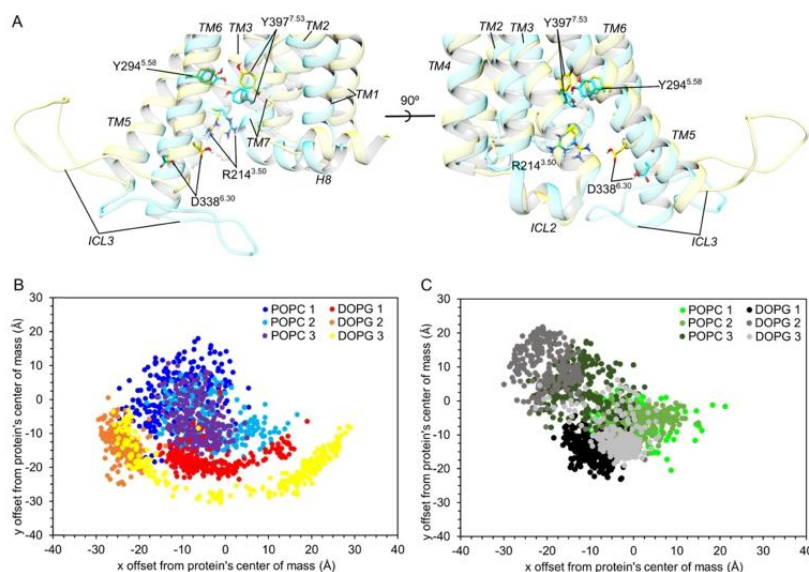 A
TM6
TM3
Y397^7.53
TM2
Y294^5.58
TM1
TM5
TM7
R214^3.50
H8
D338^6.30
ICL3
90º
Y397^7.53
TM6
TM2
TM3
TM4
Y294^5.58
TM5
R214^3.50
D338^6.30
ICL2
ICL3
B
30
20
10
0
-10
-20
-30
-40
y offset from protein's center of mass (Å)
POPC 1 DOPG 1
POPC 2 DOPG 2
POPC 3 DOPG 3
-40 -30 -20 -10 0 10 20 30 40
x offset from protein's center of mass (Å)
C
30
20
10
0
-10
-20
-30
-40
y offset from protein's center of mass (Å)
POPC 1 DOPG 1
POPC 2 DOPG 2
POPC 3 DOPG 3
-40 -30 -20 -10 0 10 20 30 40
x offset from protein's center of mass (Å)